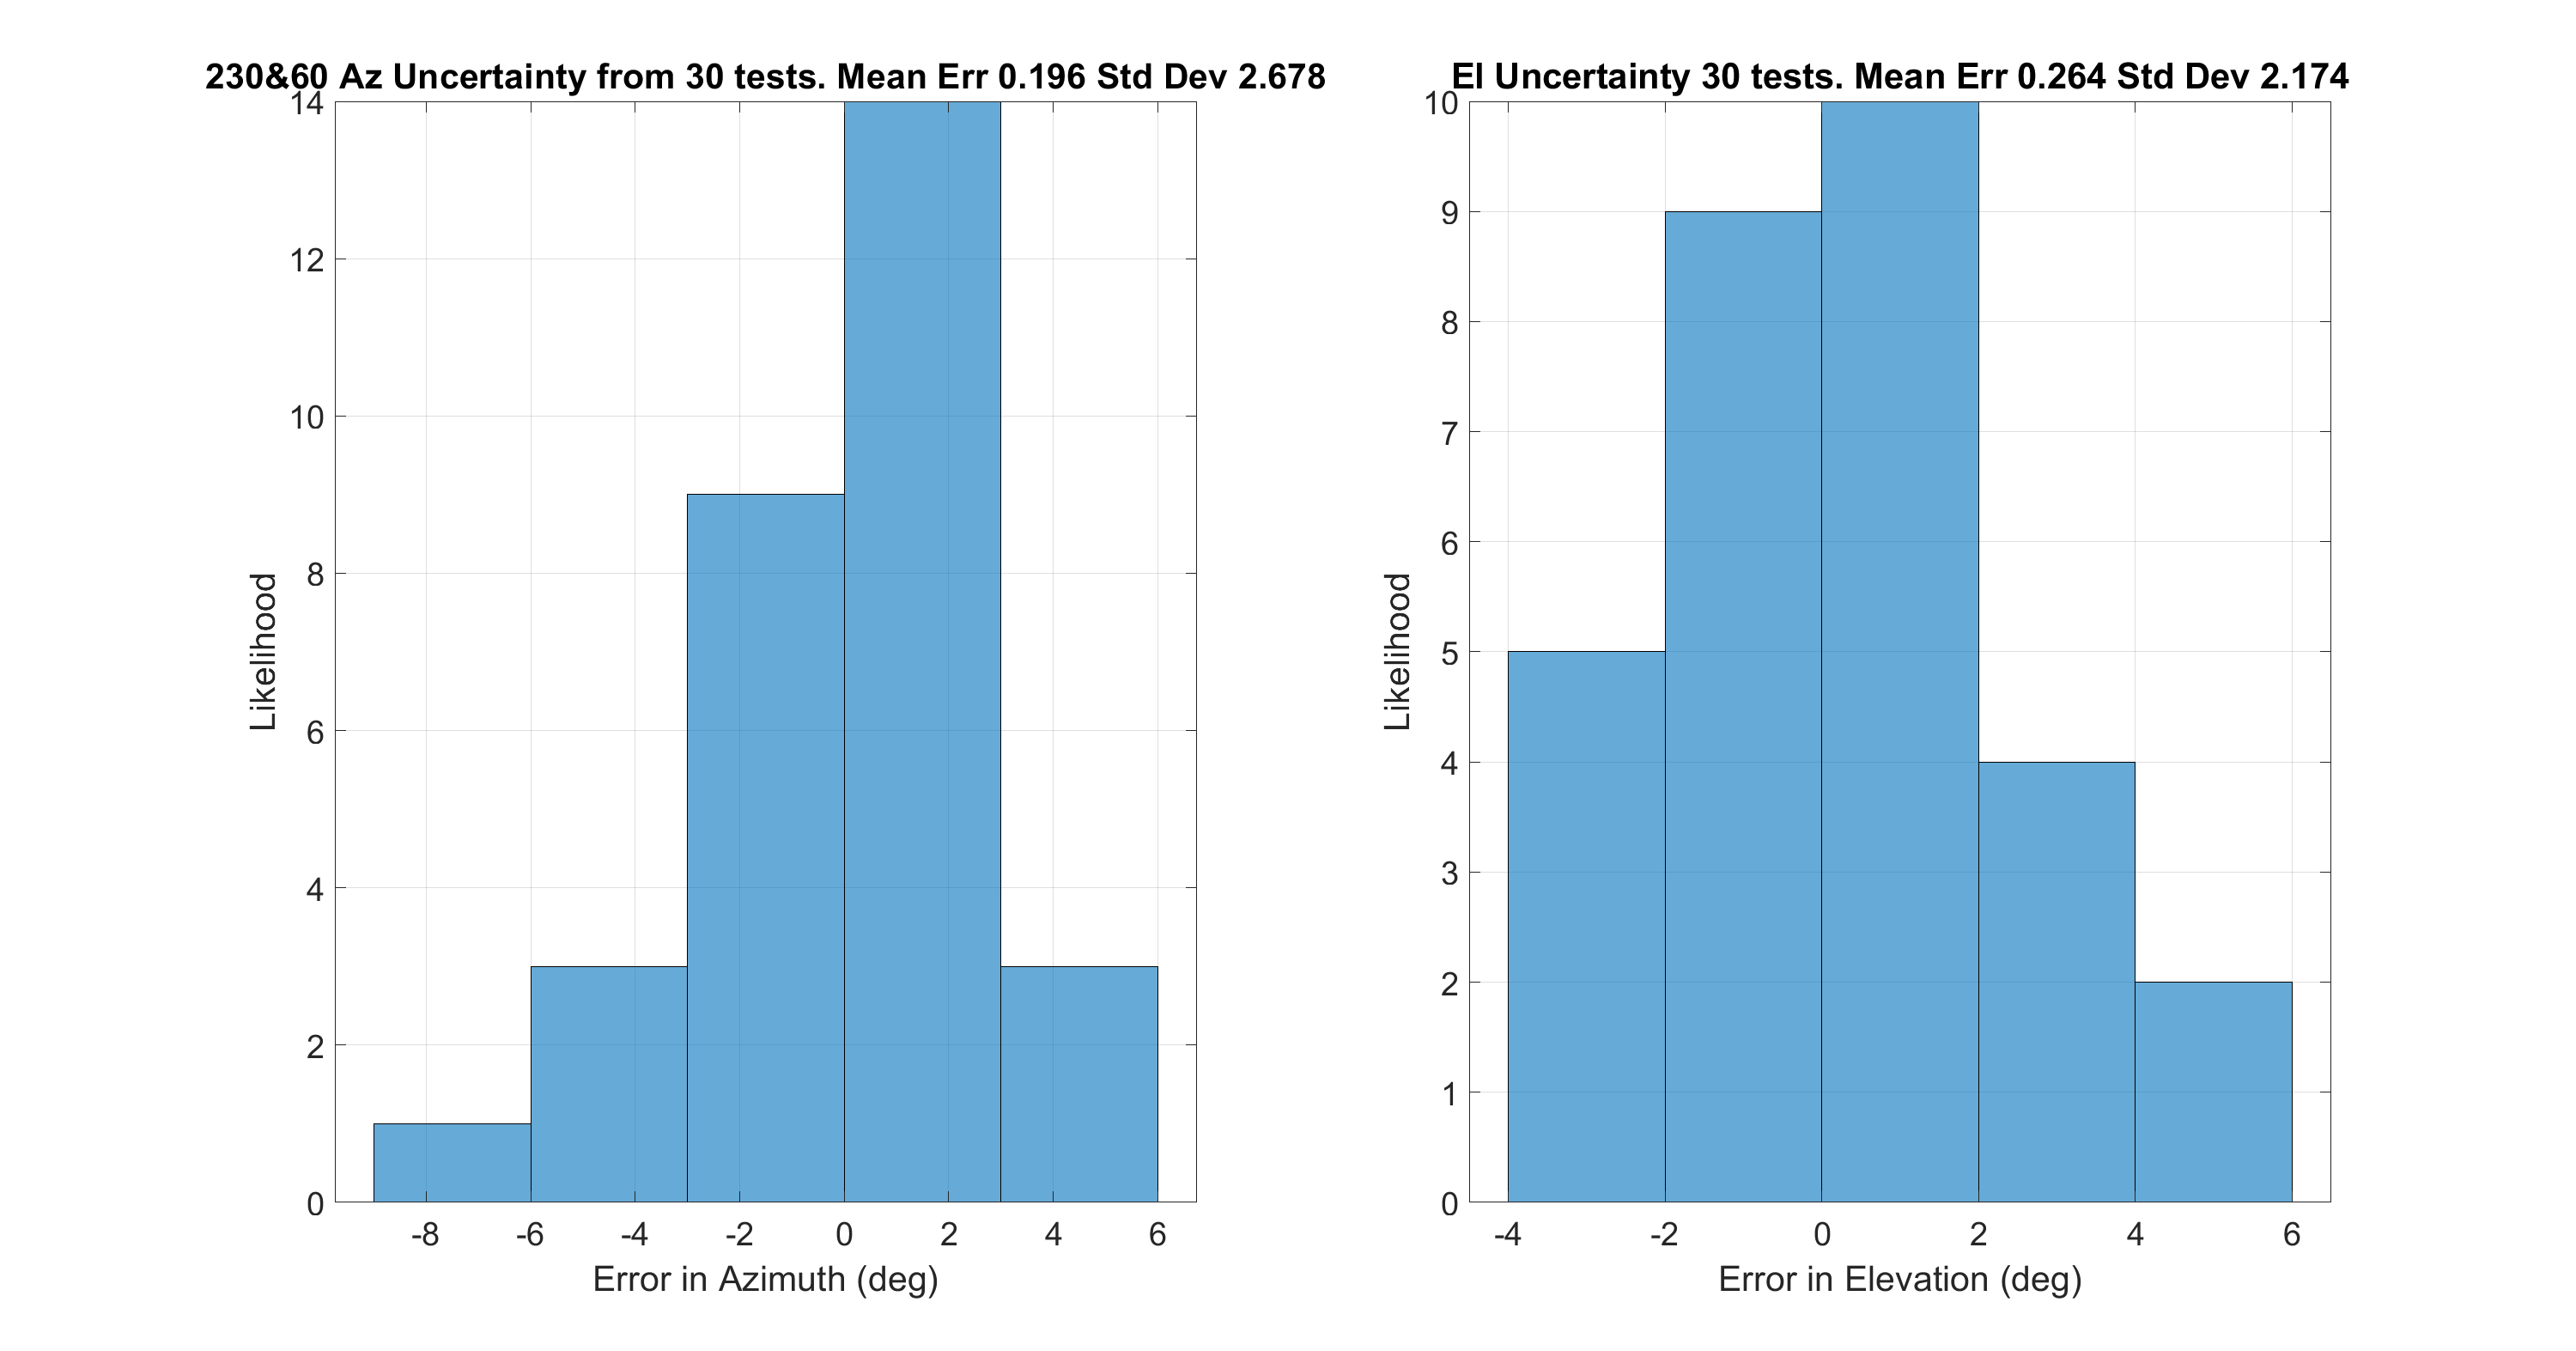 230&60 Az Uncertainty from 30 tests. Mean Err 0.196 Std Dev 2.678
14
12
10
8
6
4
2
0
Likelihood
-8 -6 -4 -2 0 2 4 6
Error in Azimuth (deg)
El Uncertainty 30 tests. Mean Err 0.264 Std Dev 2.174
10
9
8
7
6
5
4
3
2
1
0
Likelihood
-4 -2 0 2 4 6
Error in Elevation (deg)